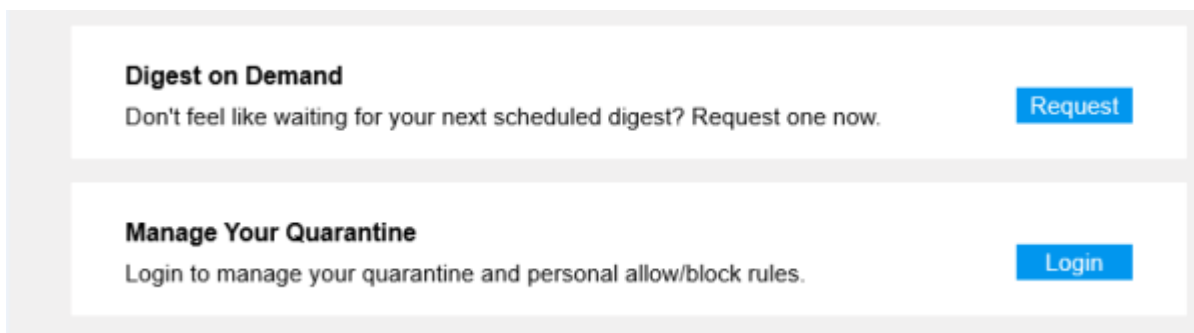 Digest on Demand
Don't feel like waiting for your next scheduled digest? Request one now.
Request
Manage Your Quarantine
Login to manage your quarantine and personal allow/block rules.
Login